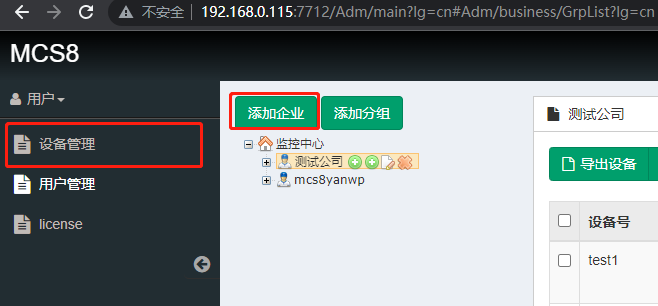 不安全 | 192.168.0.115:7712/Adm/main?lg=cn#Adm/business/GrpList?lg=cn
MCS8
用户
设备管理
用户管理
license
添加企业 添加分组
监控中心
测试公司
mcs8yanwp
测试公司
导出设备
设备号
test1